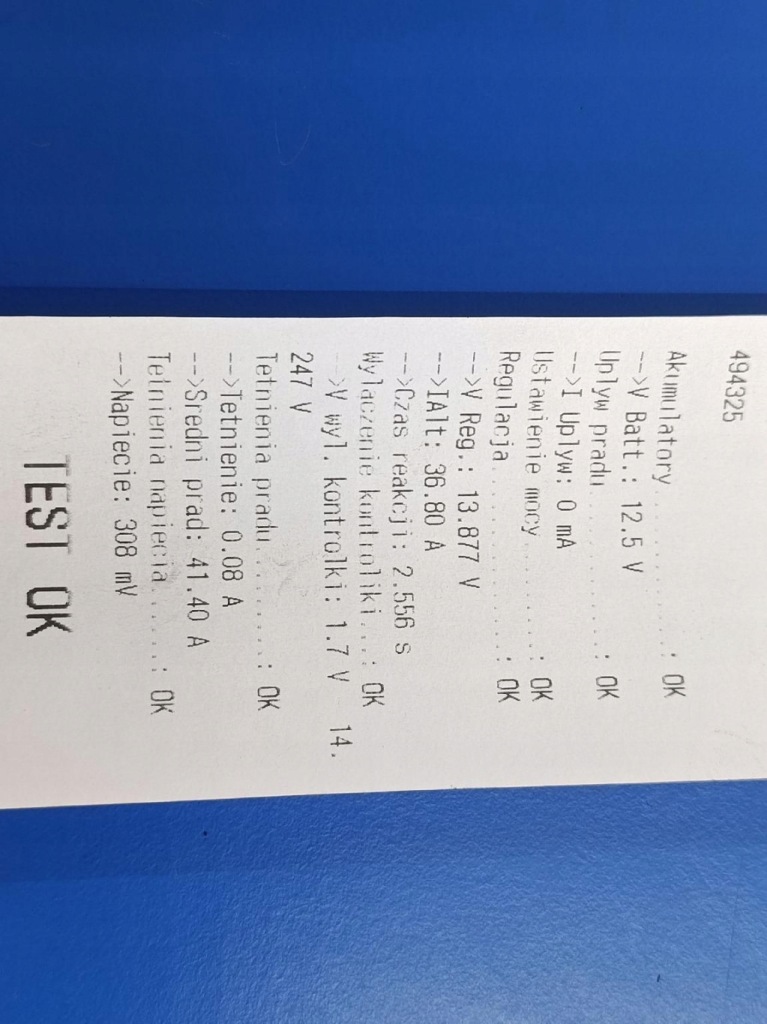 494325
Akumulatory..............: OK
-->V Batt.: 12.5 V
Uplyw pradu..............: OK
-->I Uplyw: 0 mA
Ustawienie mocy..........: OK
Regulacja................: OK
-->V Reg.: 13.877 V
-->IAlt: 36.80 A
-->Czas reakcji: 2.556 s
Wylaczenie kontroliki...: OK
-->V wyl. kontrolki: 1.7 V 14.
247 V
Tetnienia pradu.........: OK
-->Tetnienie: 0.08 A
-->Sredni prad: 41.40 A
Tetnienia napiecia......: OK
-->Napiecie: 308 mV
TEST OK